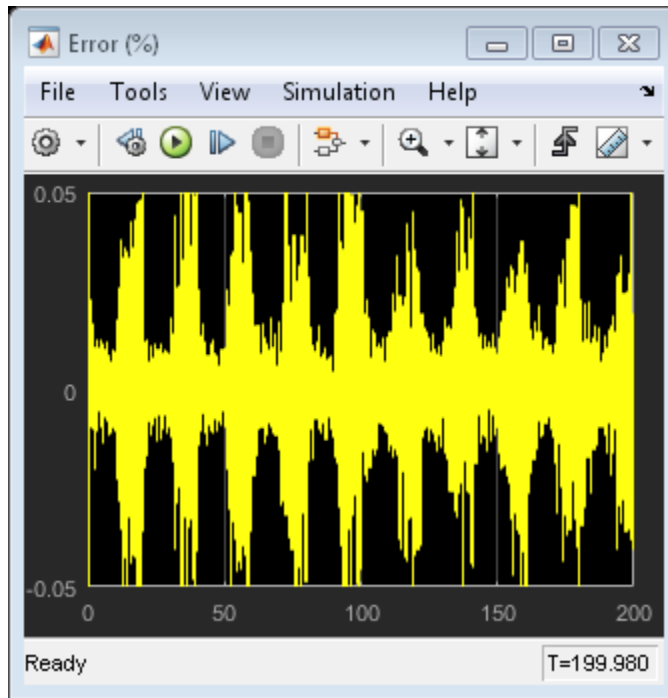 Error (%)
File Tools View Simulation Help
0.05
0
-0.05
0 50 100 150 200
Ready T=199.980